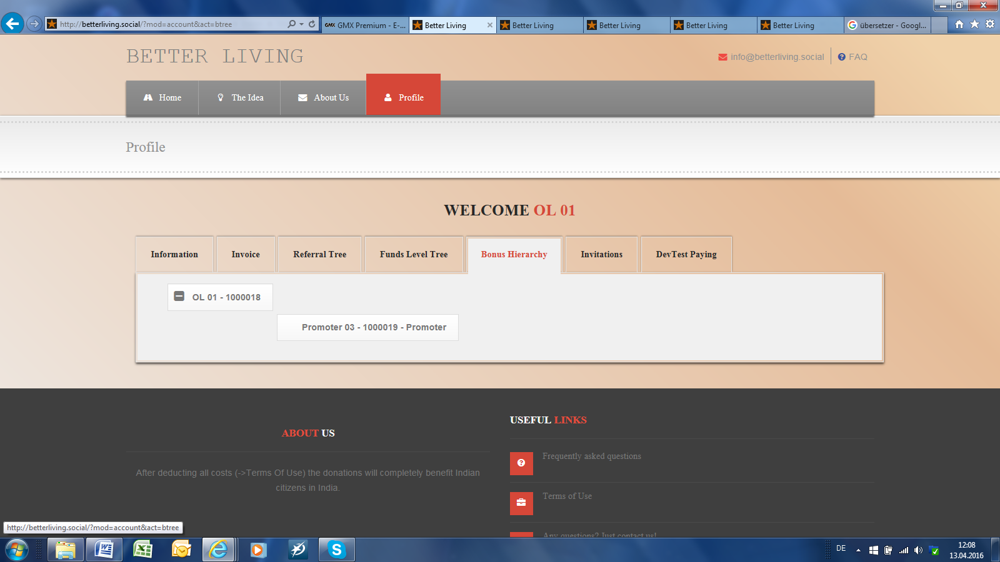 http://betterliving.social/?mod=account&act=btree
GMX GMX Premium - E-...
Better Living
Better Living
Better Living
Better Living
Better Living
übersetzer - Googl...
BETTER LIVING
info@betterliving.social
FAQ
Home
The Idea
About Us
Profile
Profile
WELCOME OL 01
Information
Invoice
Referral Tree
Funds Level Tree
Bonus Hierarchy
Invitations
DevTest Paying
OL 01 - 1000018
Promoter 03 - 1000019 - Promoter
ABOUT US
After deducting all costs (->Terms Of Use) the donations will completely benefit Indian
citizens in India.
USEFUL LINKS
Frequently asked questions
Terms of Use
Any questions? Just contact us!
http://betterliving.social/?mod=account&act=btree
DE
12:08
13.04.2016